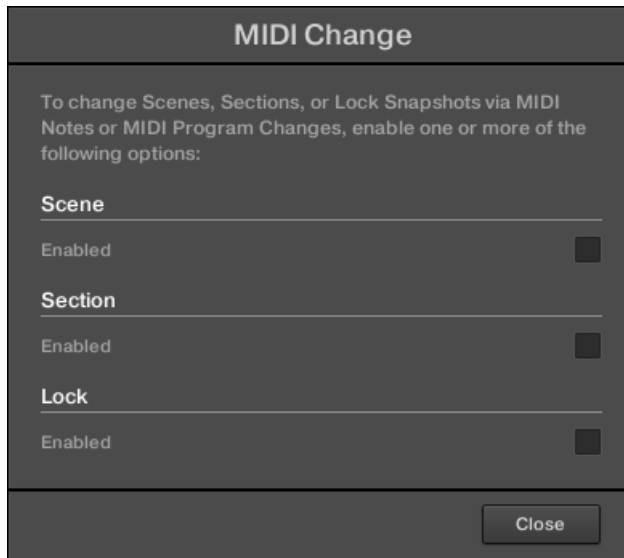 MIDI Change
To change Scenes, Sections, or Lock Snapshots via MIDI
Notes or MIDI Program Changes, enable one or more of the
following options:
Scene
Enabled
Section
Enabled
Lock
Enabled
Close